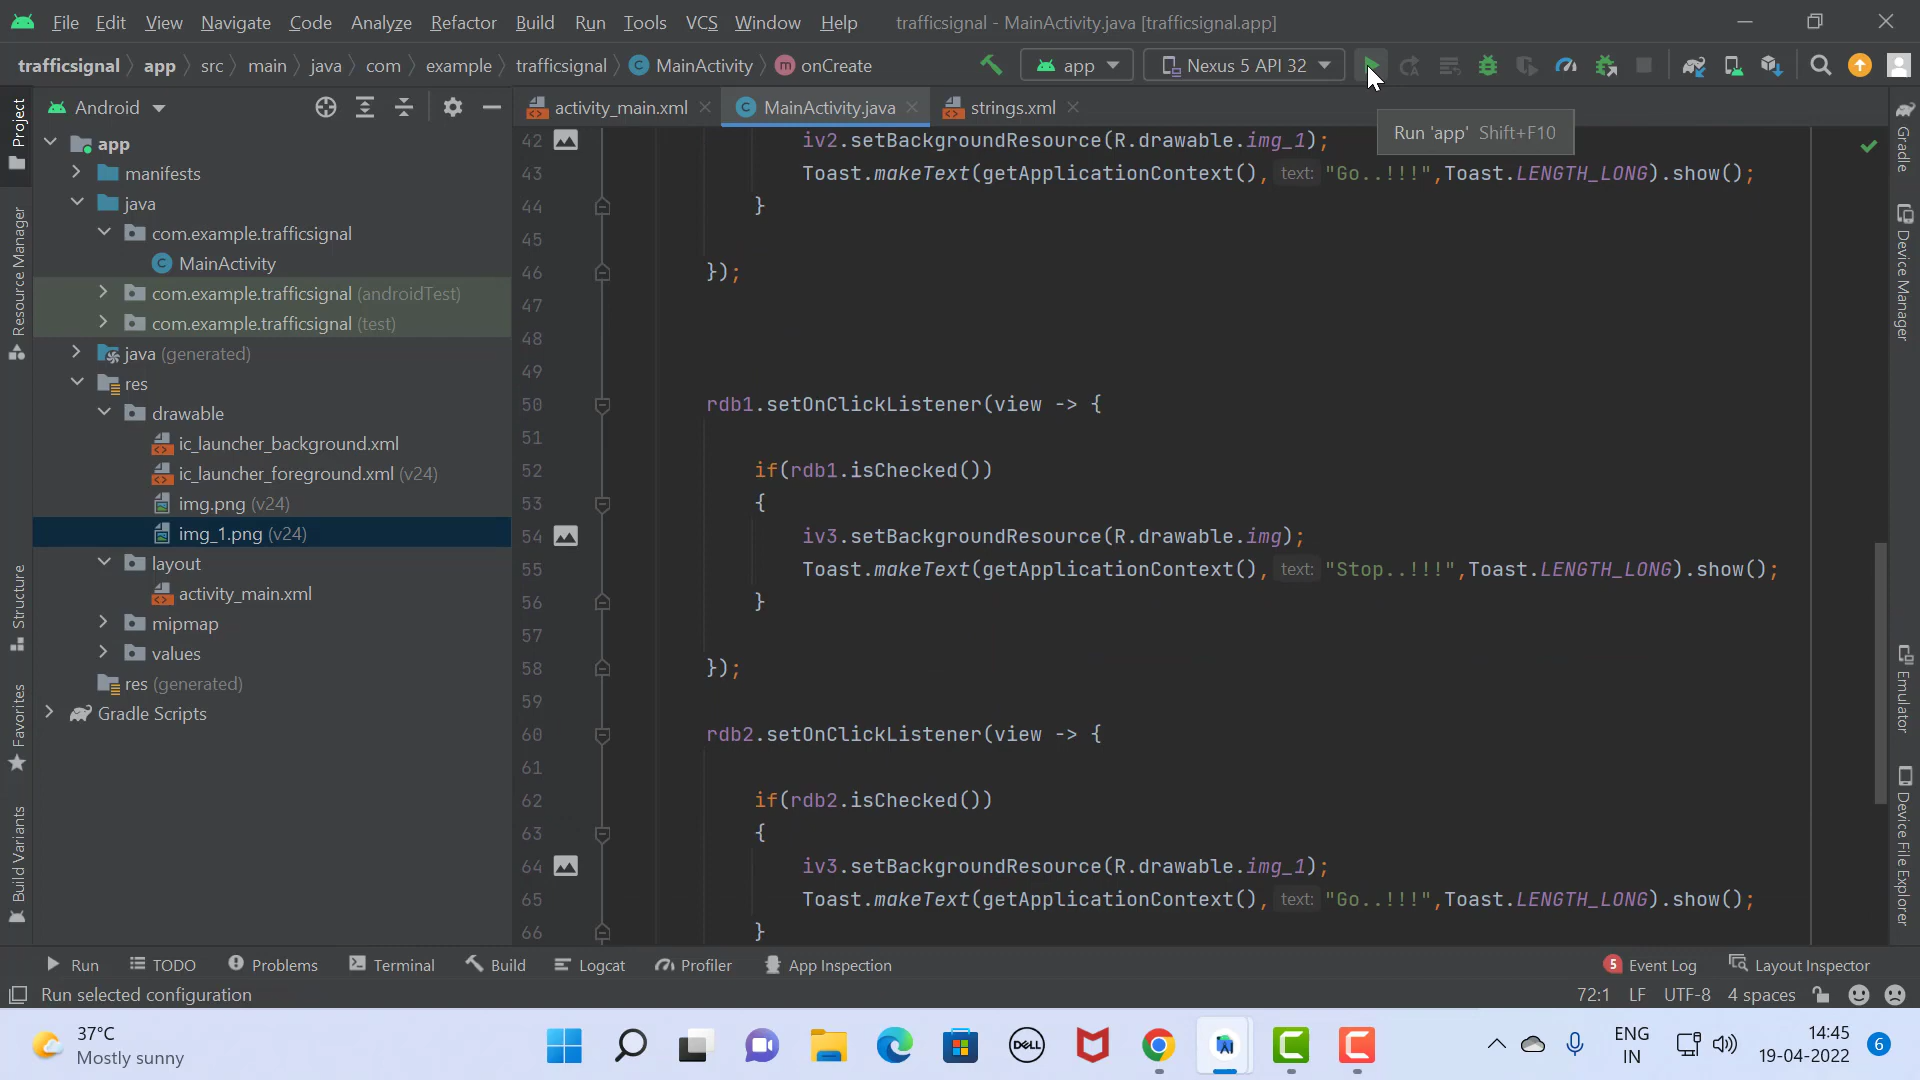 File Edit View Navigate Code Analyze Refactor Build Run Tools VCS Window Help trafficsignal - MainActivity.java [trafficsignal.app]
trafficsignal app src main java com example trafficsignal MainActivity onCreate app Nexus 5 API 32
Android
activity_main.xml MainActivity.java strings.xml
Run 'app' Shift+F10
Project
Resource Manager
Structure
Favorites
Build Variants
app
manifests
java
com.example.trafficsignal
MainActivity
com.example.trafficsignal (androidTest)
com.example.trafficsignal (test)
java (generated)
res
drawable
ic_launcher_background.xml
ic_launcher_foreground.xml (v24)
img.png (v24)
img_1.png (v24)
layout
activity_main.xml
mipmap
values
res (generated)
Gradle Scripts
42 iv2.setBackgroundResource(R.drawable.img_1);
43 Toast.makeText(getApplicationContext(), text: "Go..!!!",Toast.LENGTH_LONG).show();
44 }
45
46 });
47
48
49
50 rdb1.setOnClickListener(view -> {
51
52 if(rdb1.isChecked())
53 {
54 iv3.setBackgroundResource(R.drawable.img);
55 Toast.makeText(getApplicationContext(), text: "Stop..!!!",Toast.LENGTH_LONG).show();
56 }
57
58 });
59
60 rdb2.setOnClickListener(view -> {
61
62 if(rdb2.isChecked())
63 {
64 iv3.setBackgroundResource(R.drawable.img_1);
65 Toast.makeText(getApplicationContext(), text: "Go..!!!",Toast.LENGTH_LONG).show();
66 }
Gradle
Device Manager
Emulator
Device File Explorer
Run TODO Problems Terminal Build Logcat Profiler App Inspection 5 Event Log Layout Inspector
Run selected configuration 72:1 LF UTF-8 4 spaces
37°C
Mostly sunny
DELL
ENG
IN
14:45
19-04-2022
6